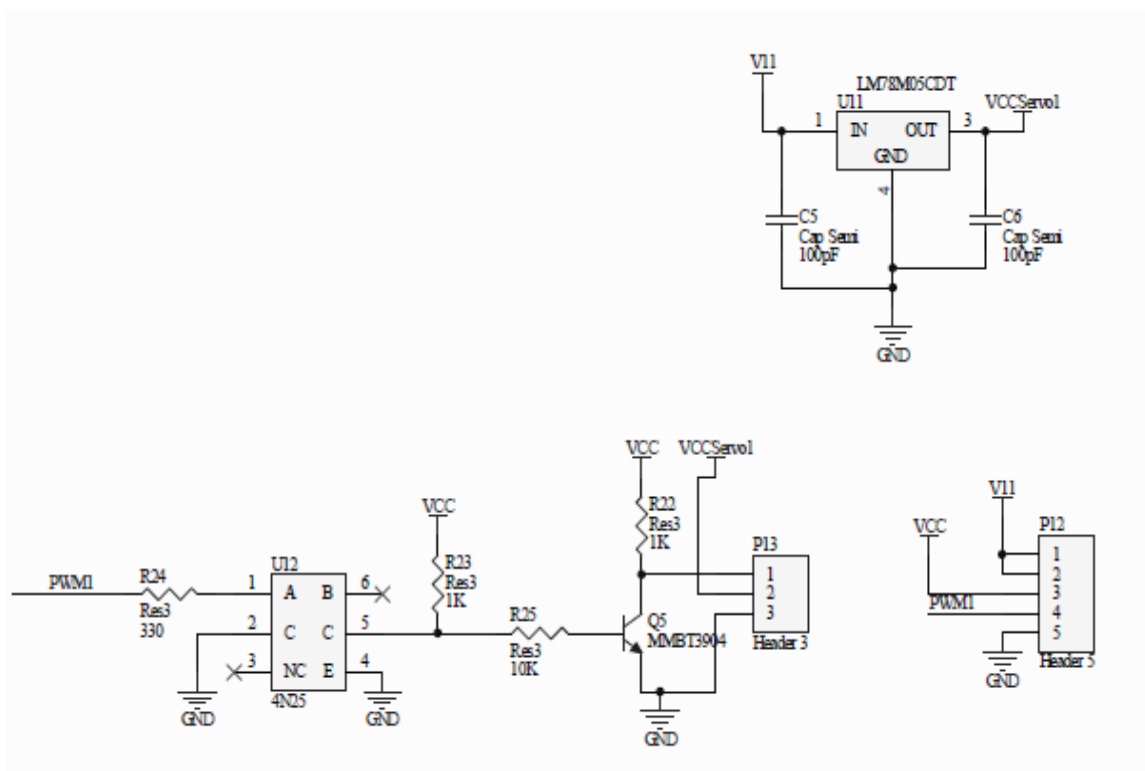 V11
LM78M05CDT
U11
VCCServo1
1
IN
OUT
3
GND
4
C5
Cap Semi
100pF
C6
Cap Semi
100pF
GND
VCC
VCCServo1
R22
Res3
1K
VCC
R23
Res3
1K
V11
VCC
P12
1
2
3
4
5
PWM1
Header 5
GND
P13
1
2
3
Header 3
U12
PWM1
R24
Res3
330
1
A
B
6
2
C
C
5
3
NC
E
4
4N25
GND
GND
R25
Res3
10K
Q5
MMBT3904
GND